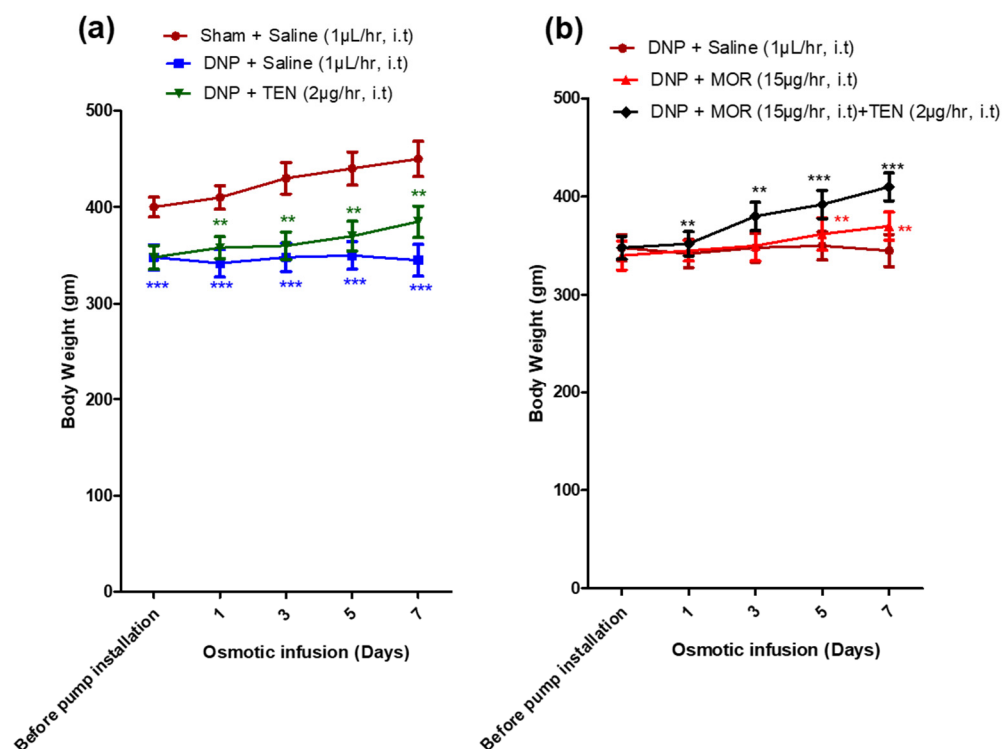 (a)
Sham + Saline (1µL/hr, i.t)
DNP + Saline (1µL/hr, i.t)
DNP + TEN (2µg/hr, i.t)
500
400
300
200
100
0
Body Weight (gm)
**
**
**
**
***
***
***
***
***
Before pump installation
1
3
5
7
Osmotic infusion (Days)
(b)
DNP + Saline (1µL/hr, i.t)
DNP + MOR (15µg/hr, i.t)
DNP + MOR (15µg/hr, i.t)+TEN (2µg/hr, i.t)
500
400
300
200
100
0
Body Weight (gm)
**
**
***
***
**
**
Before pump installation
1
3
5
7
Osmotic infusion (Days)